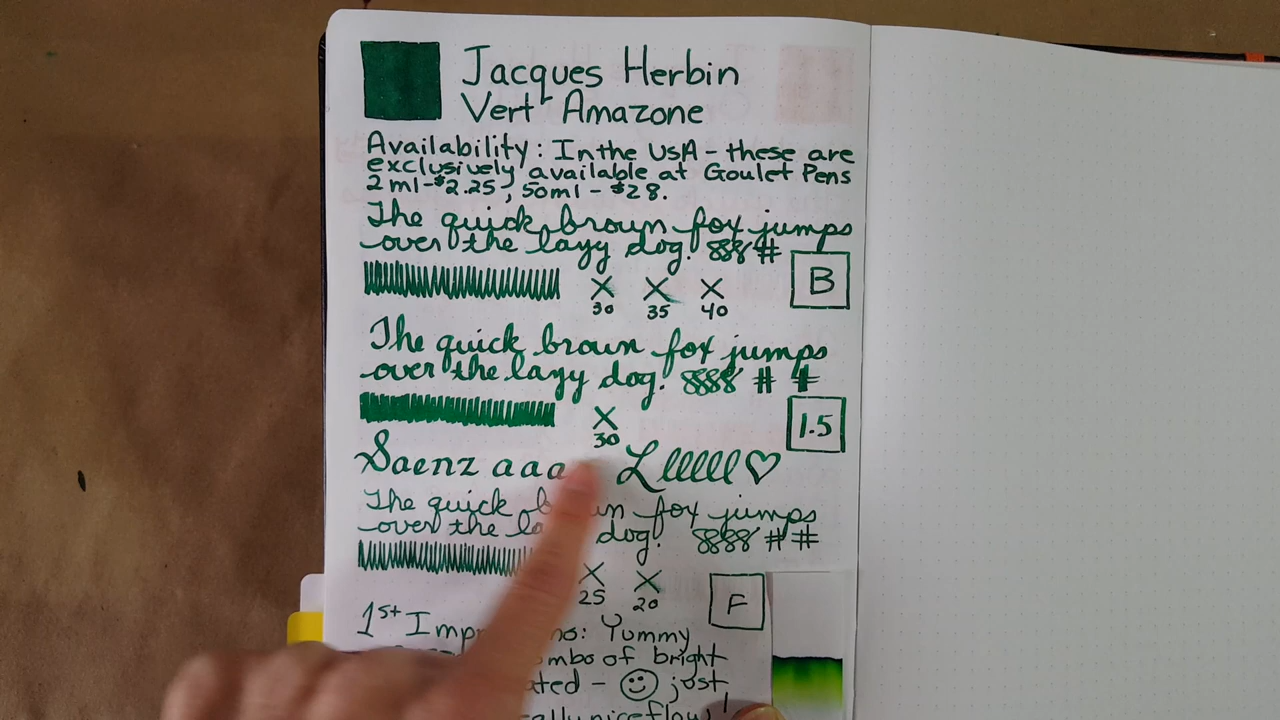 Jacques Herbin
Vert Amazone
Availability: In the USA - these are
exclusively available at Goulet Pens
2ml-$2.25, 50ml - $28.
The quick brown fox jumps
over the lazy dog. 888 #
B
X X X
30 35 40
The quick brown fox jumps
over the lazy dog. 8888 # #
1.5
X
30
Saenz aaa L llllll ♡
The quick fox jumps
over the dog. 8888 # #
X X
25 20
F
1st Yummy
of bright
just
nice flow!